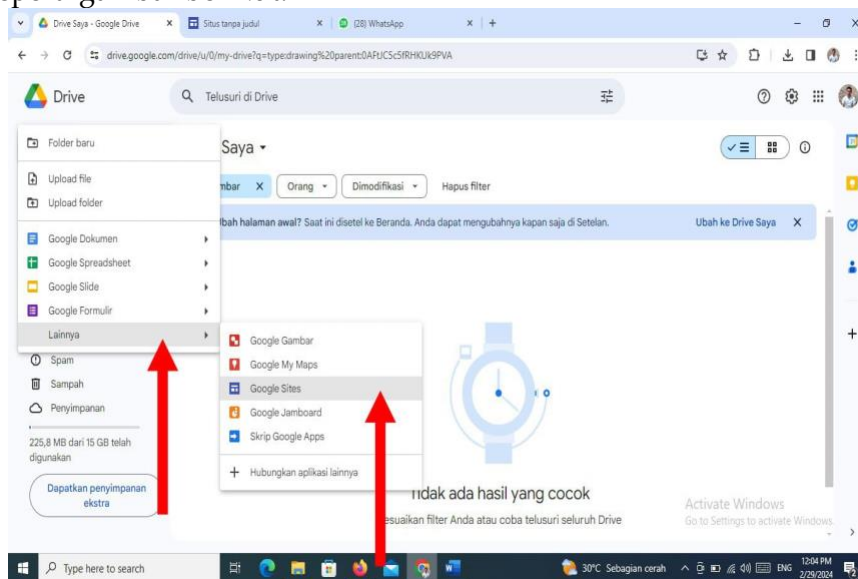 Drive Saya - Google Drive
Situs tanpa judul
(28) WhatsApp
drive.google.com/drive/u/0/my-drive?q=type:drawing%20parent:0AFtJC5c5fRHKUk9PVA
Drive
Telusuri di Drive
Folder baru
Saya
Upload file
Upload folder
mbar X
Orang
Dimodifikasi
Hapus filter
Ubah halaman awal? Saat ini disetel ke Beranda. Anda dapat mengubahnya kapan saja di Setelan.
Ubah ke Drive Saya X
Google Dokumen
Google Spreadsheet
Google Slide
Google Formulir
Lainnya
Google Gambar
Google My Maps
Google Sites
Google Jamboard
Skrip Google Apps
Hubungkan aplikasi lainnya
Spam
Sampah
Penyimpanan
225,8 MB dari 15 GB telah
digunakan
Dapatkan penyimpanan
ekstra
Tidak ada hasil yang cocok
esuaikan filter Anda atau coba telusuri seluruh Drive
Activate Windows
Go to Settings to activate Windows.
Type here to search
30°C Sebagian cerah
ENG
12:04 PM
2/29/2024